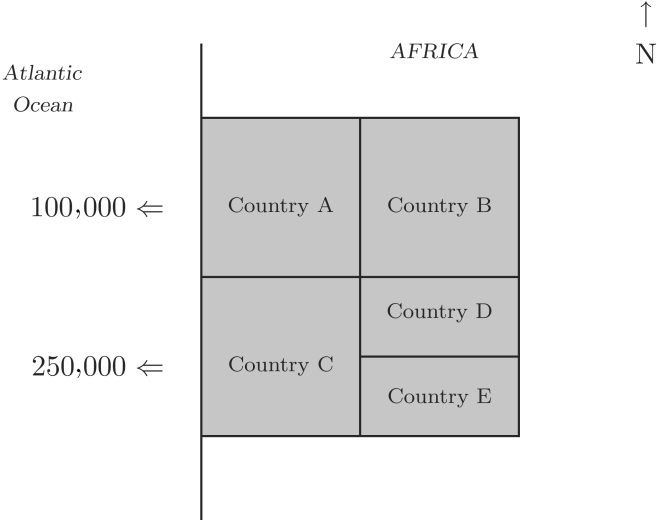 ↑
N
AFRICA
Atlantic
Ocean
100,000 ⇐
Country A
Country B
Country D
250,000 ⇐
Country C
Country E